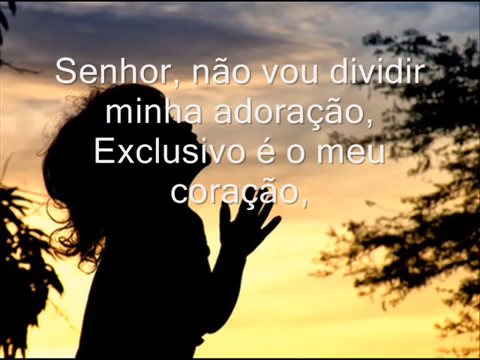 Senhor, não vou dividir
minha adoração,
Exclusivo é o meu
coração,